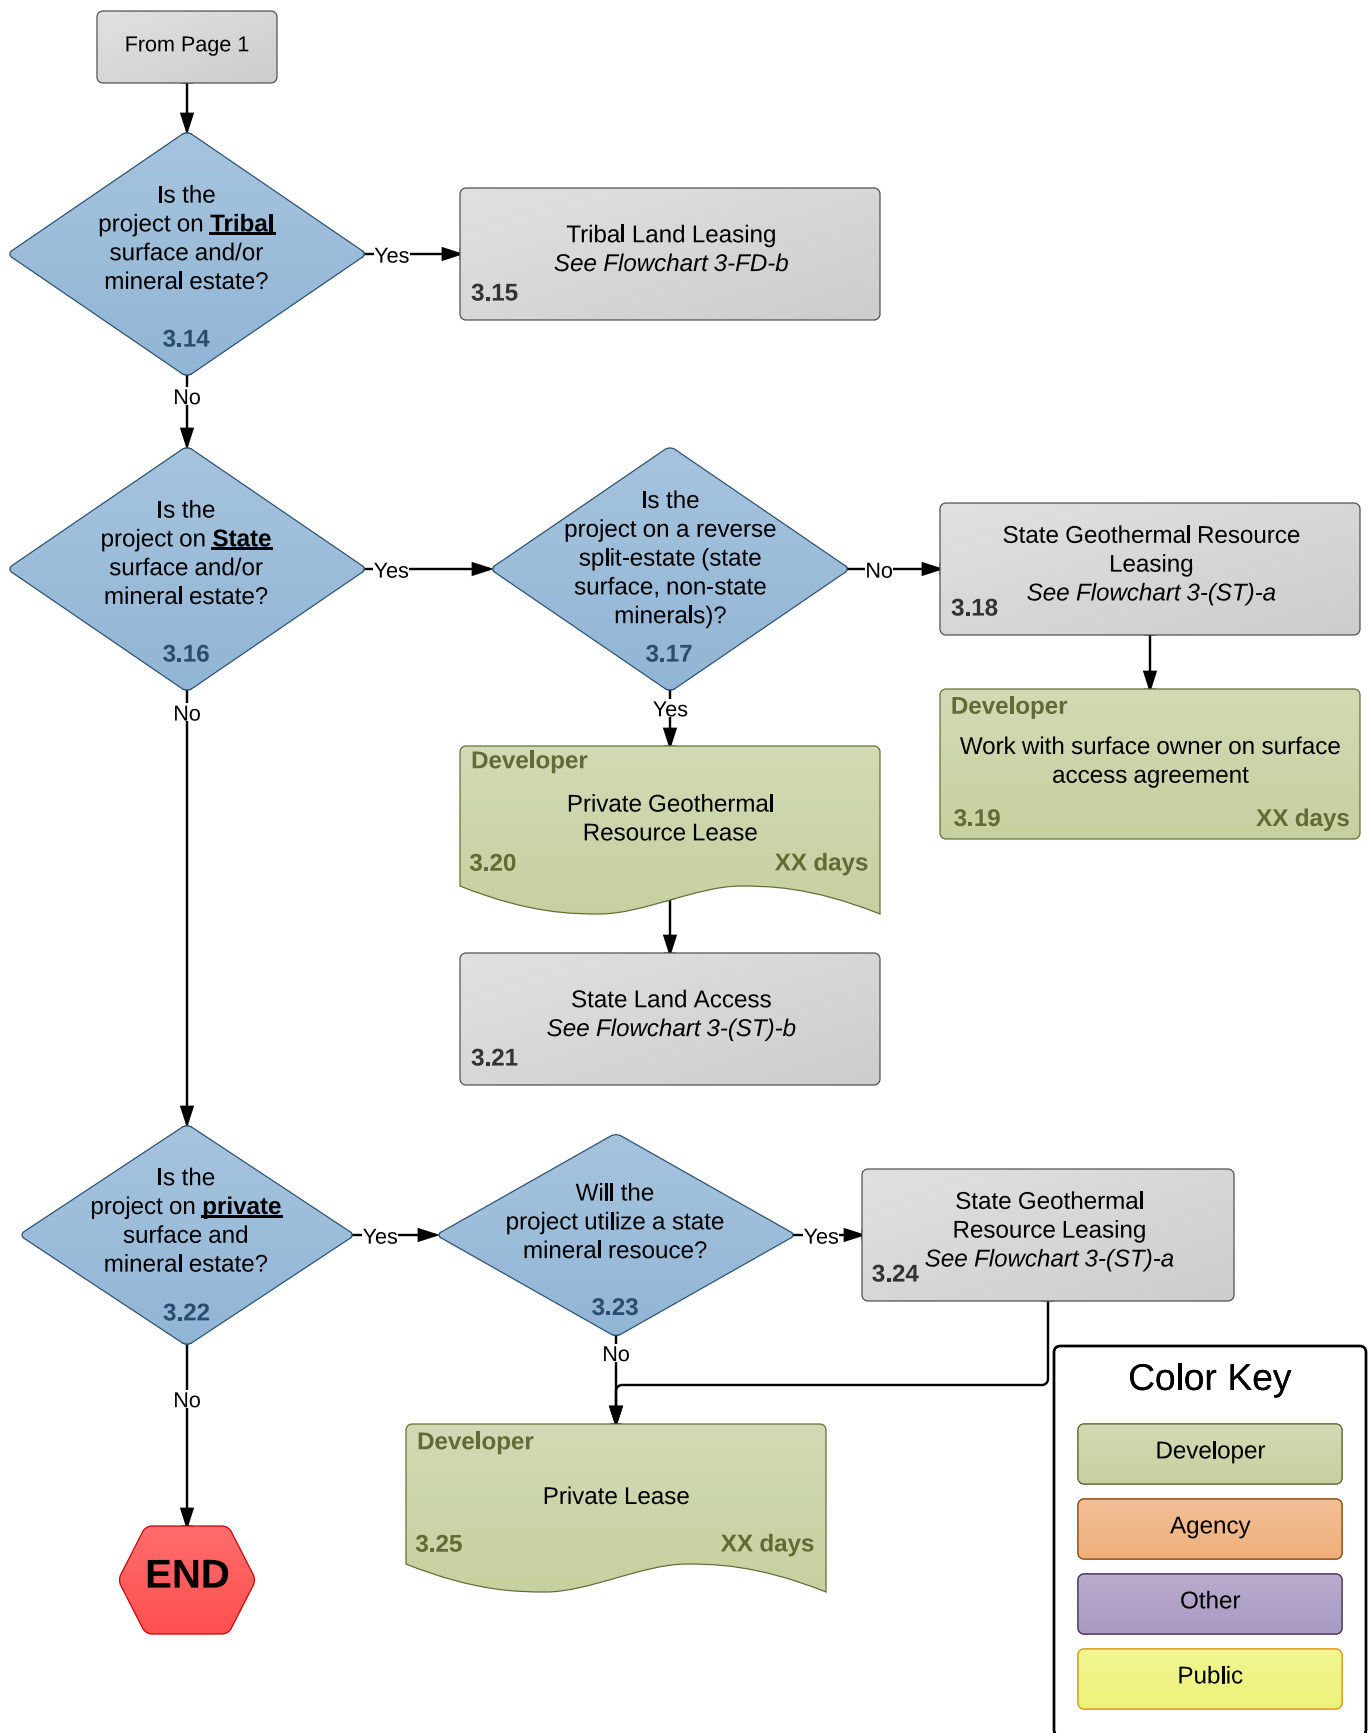 From Page 1
Is the
project on Tribal
surface and/or
mineral estate?
3.14
Yes
Tribal Land Leasing
See Flowchart 3-FD-b
3.15
No
Is the
project on State
surface and/or
mineral estate?
3.16
Yes
Is the
project on a reverse
split-estate (state
surface, non-state
minerals)?
3.17
No
State Geothermal Resource
Leasing
See Flowchart 3-(ST)-a
3.18
Developer
Work with surface owner on surface
access agreement
3.19
XX days
Yes
Developer
Private Geothermal
Resource Lease
3.20
XX days
State Land Access
See Flowchart 3-(ST)-b
3.21
No
Is the
project on private
surface and
mineral estate?
3.22
Yes
Will the
project utilize a state
mineral resouce?
3.23
Yes
State Geothermal
Resource Leasing
See Flowchart 3-(ST)-a
3.24
No
Developer
Private Lease
3.25
XX days
No
END
Color Key
Developer
Agency
Other
Public